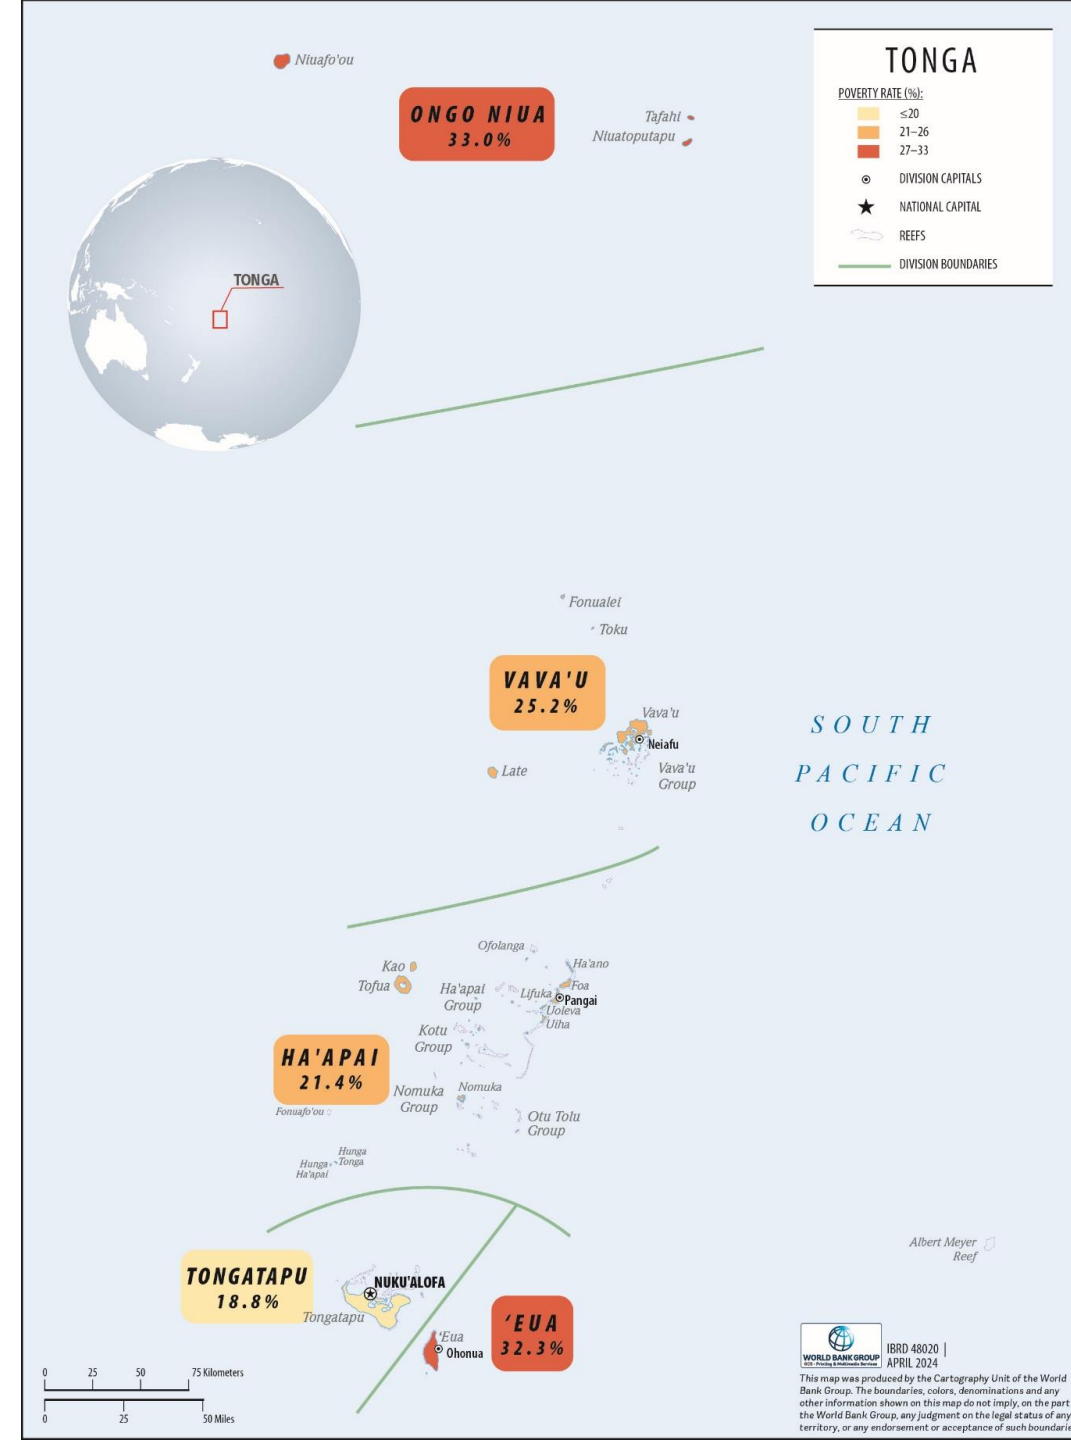 TONGA
POVERTY RATE (%):
≤20
21–26
27–33
DIVISION CAPITALS
NATIONAL CAPITAL
REEFS
DIVISION BOUNDARIES
Niuafo'ou
ONGO NIUA
33.0%
Tafahi
Niuatoputapu
TONGA
Fonualei
Toku
VAVA'U
25.2%
Vava'u
Neiafu
Late
Vava'u
Group
SOUTH
PACIFIC
OCEAN
Ofolanga
Kao
Ha'ano
Tofua
Ha'apai
Group
Lifuka
Foa
Pangai
Uoleva
Uiha
Kotu
Group
HA'APAI
21.4%
Nomuka
Group
Nomuka
Fonuafo'ou
Otu Tolu
Group
Hunga
Tonga
Hunga
Ha'apai
Albert Meyer
Reef
TONGATAPU
18.8%
NUKU'ALOFA
Tongatapu
'Eua
Ohonua
‘EUA
32.3%
0 25 50 75 Kilometers
0 25 50 Miles
WORLD BANK GROUP
GCS - Printing & Multimedia Services
IBRD 48020 |
APRIL 2024
This map was produced by the Cartography Unit of the World
Bank Group. The boundaries, colors, denominations and any
other information shown on this map do not imply, on the part
the World Bank Group, any judgment on the legal status of any
territory, or any endorsement or acceptance of such boundarie